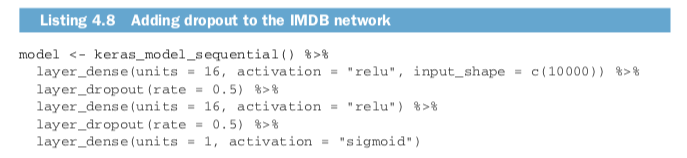 Listing 4.8 Adding dropout to the IMDB network
model <- keras_model_sequential() %>%
  layer_dense(units = 16, activation = "relu", input_shape = c(10000)) %>%
  layer_dropout(rate = 0.5) %>%
  layer_dense(units = 16, activation = "relu") %>%
  layer_dropout(rate = 0.5) %>%
  layer_dense(units = 1, activation = "sigmoid")